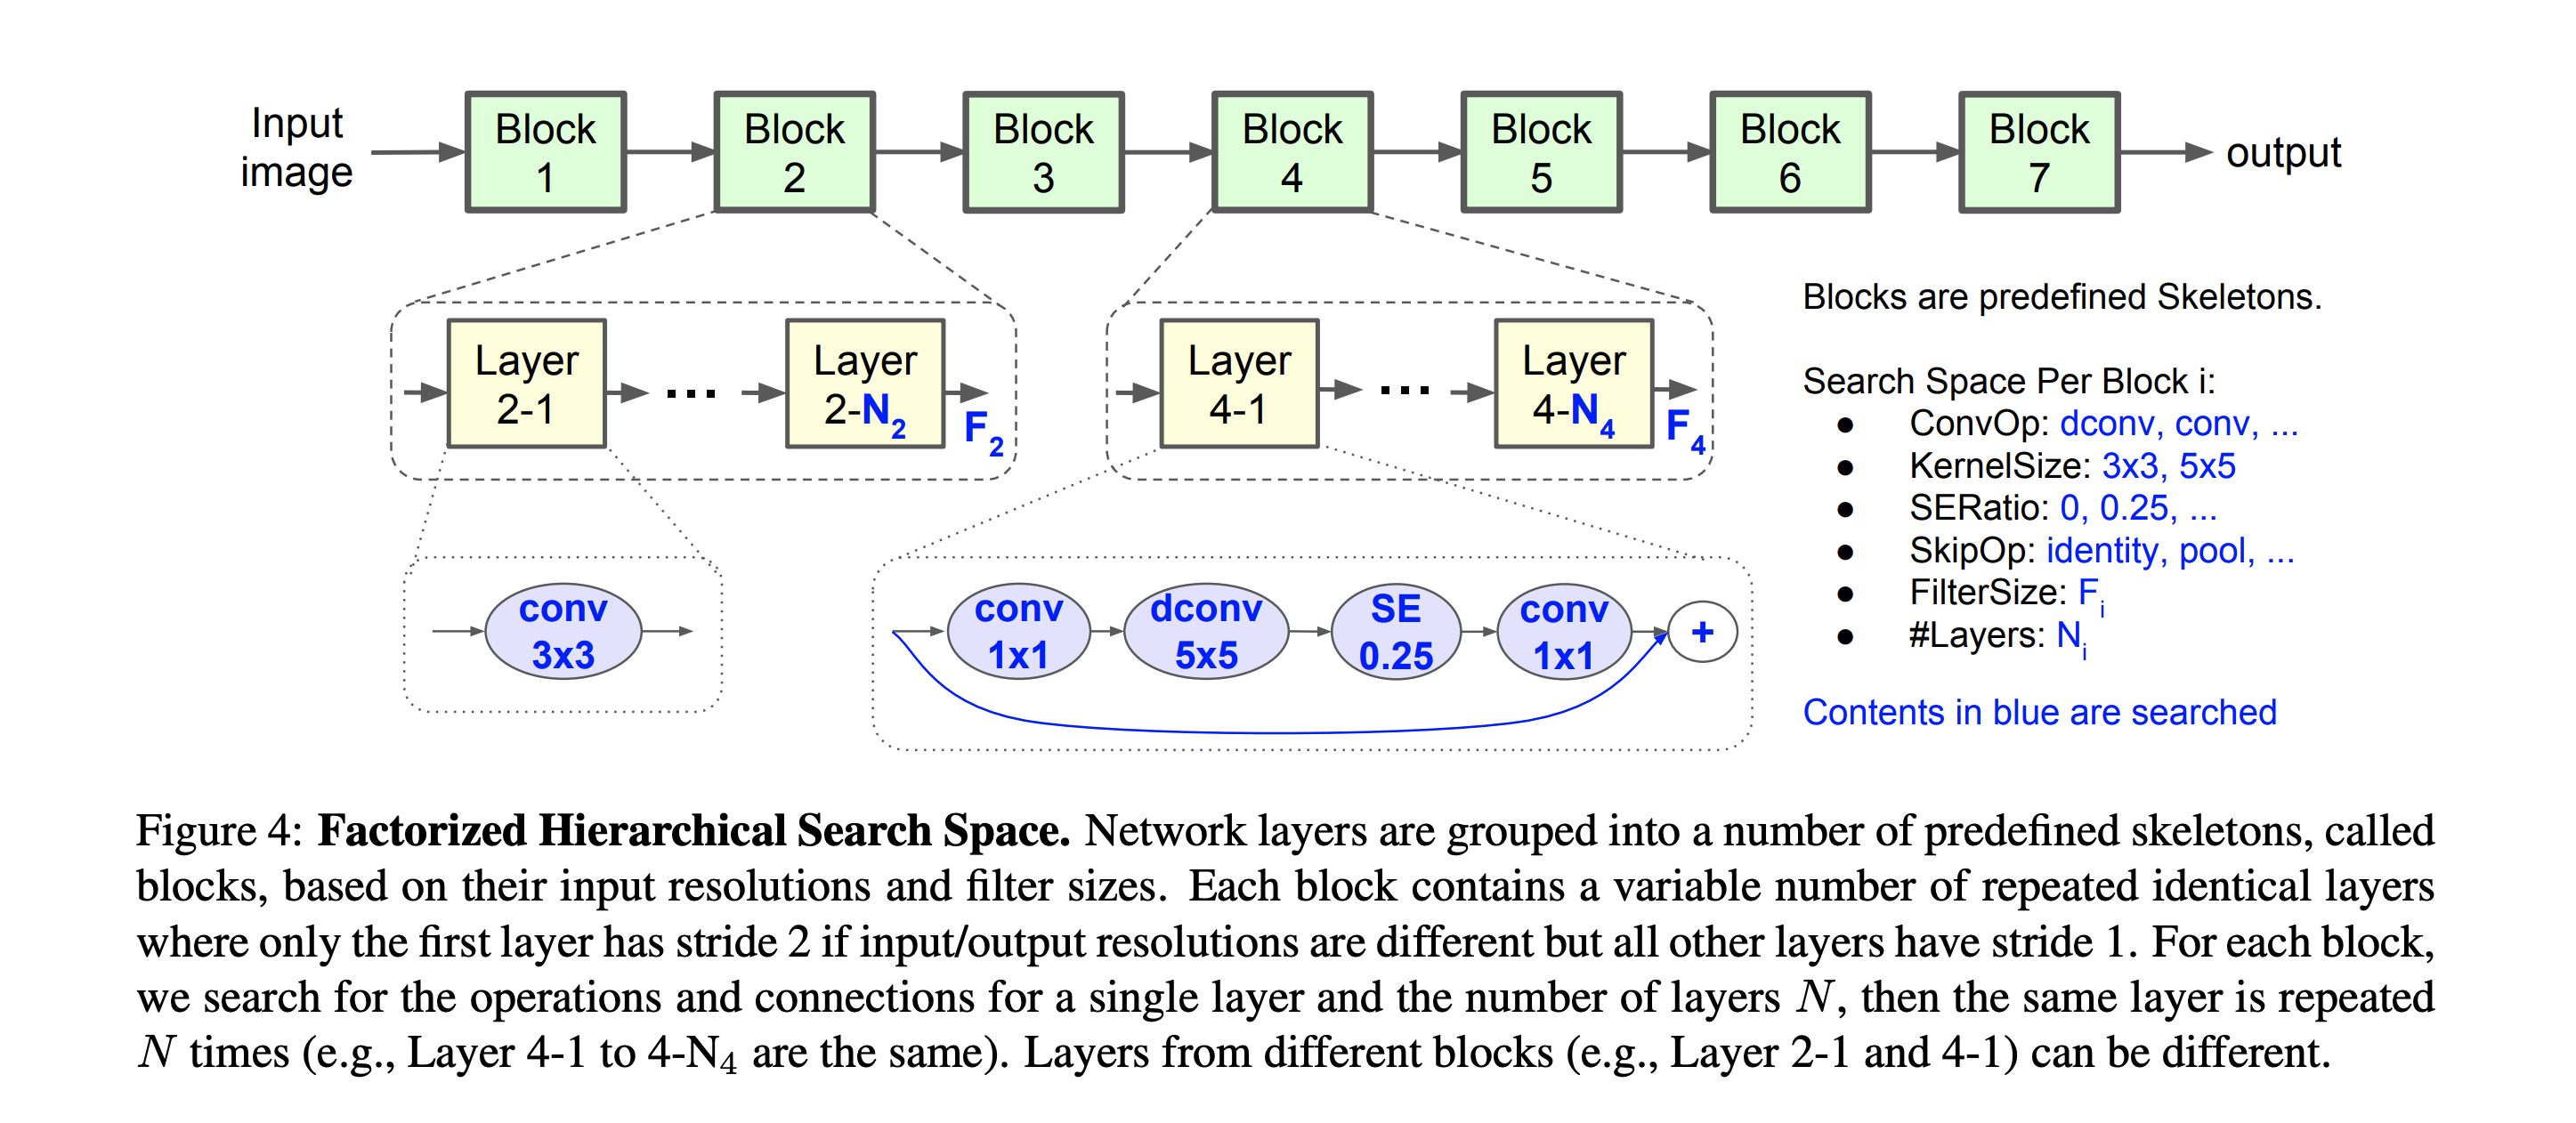 Input
image
Block
1
Block
2
Block
3
Block
4
Block
5
Block
6
Block
7
output
Layer
2-1
...
Layer
2-N2
F2
Layer
4-1
...
Layer
4-N4
F4
conv
3x3
conv
1x1
dconv
5x5
SE
0.25
conv
1x1
+
Blocks are predefined Skeletons.
Search Space Per Block i:
● ConvOp: dconv, conv, ...
● KernelSize: 3x3, 5x5
● SERatio: 0, 0.25, ...
● SkipOp: identity, pool, ...
● FilterSize: Fi
● #Layers: Ni
Contents in blue are searched
Figure 4: Factorized Hierarchical Search Space. Network layers are grouped into a number of predefined skeletons, called
blocks, based on their input resolutions and filter sizes. Each block contains a variable number of repeated identical layers
where only the first layer has stride 2 if input/output resolutions are different but all other layers have stride 1. For each block,
we search for the operations and connections for a single layer and the number of layers N, then the same layer is repeated
N times (e.g., Layer 4-1 to 4-N4 are the same). Layers from different blocks (e.g., Layer 2-1 and 4-1) can be different.